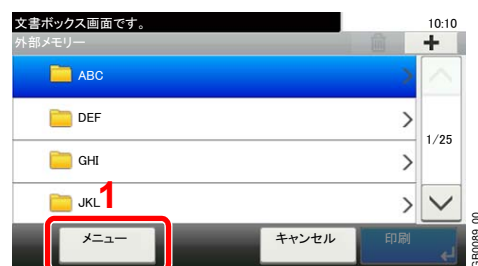 文書ボックス画面です。 10:10
外部メモリー
ABC
DEF
1/25
GHI
JKL
1
メニュー キャンセル 印刷
GB0089_00